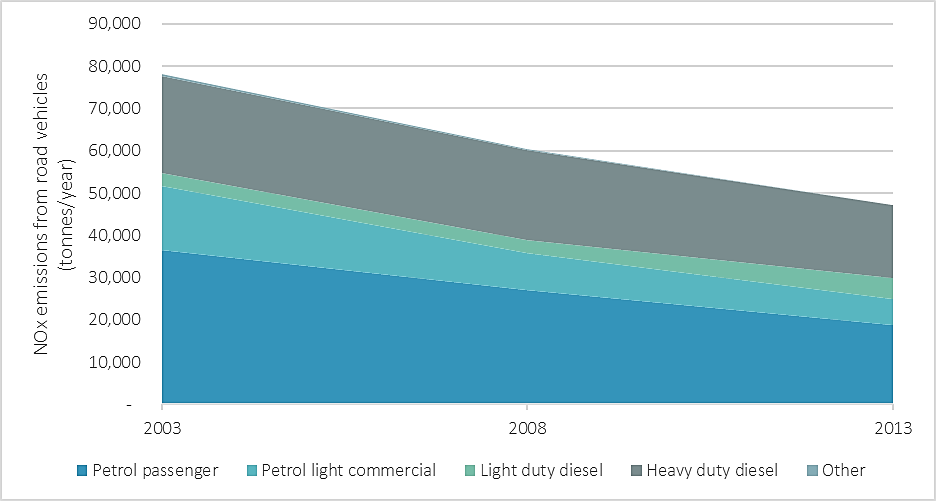 90,000
80,000
70,000
60,000
50,000
40,000
30,000
20,000
10,000
-
NOx emissions from road vehicles
(tonnes/year)
2003 2008 2013
Petrol passenger Petrol light commercial Light duty diesel Heavy duty diesel Other